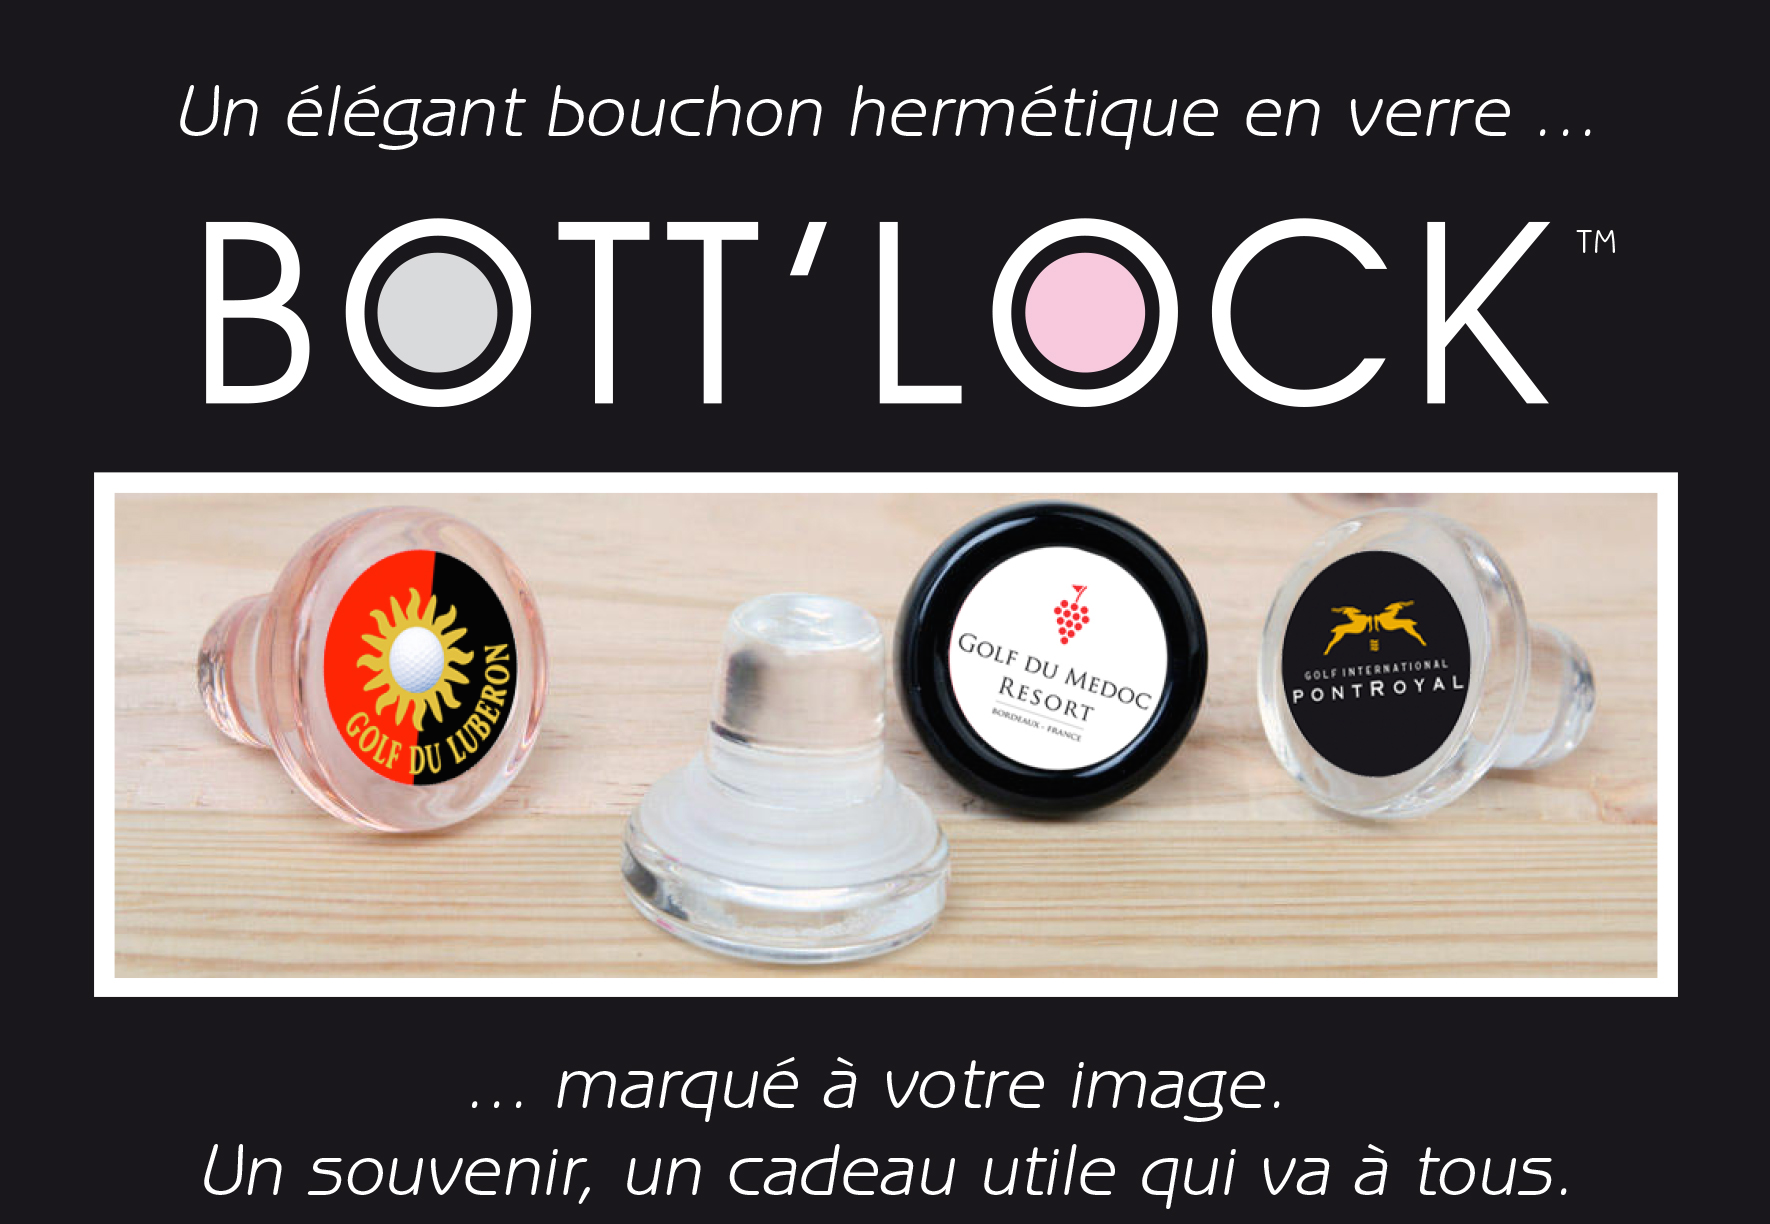 Un élégant bouchon hermétique en verre ...
BOTT'LOCK™
GOLF DU LUBERON
GOLF DU MEDOC
RESORT
BORDEAUX - FRANCE
GOLF INTERNATIONAL
PONTROYAL
... marqué à votre image.
Un souvenir, un cadeau utile qui va à tous.